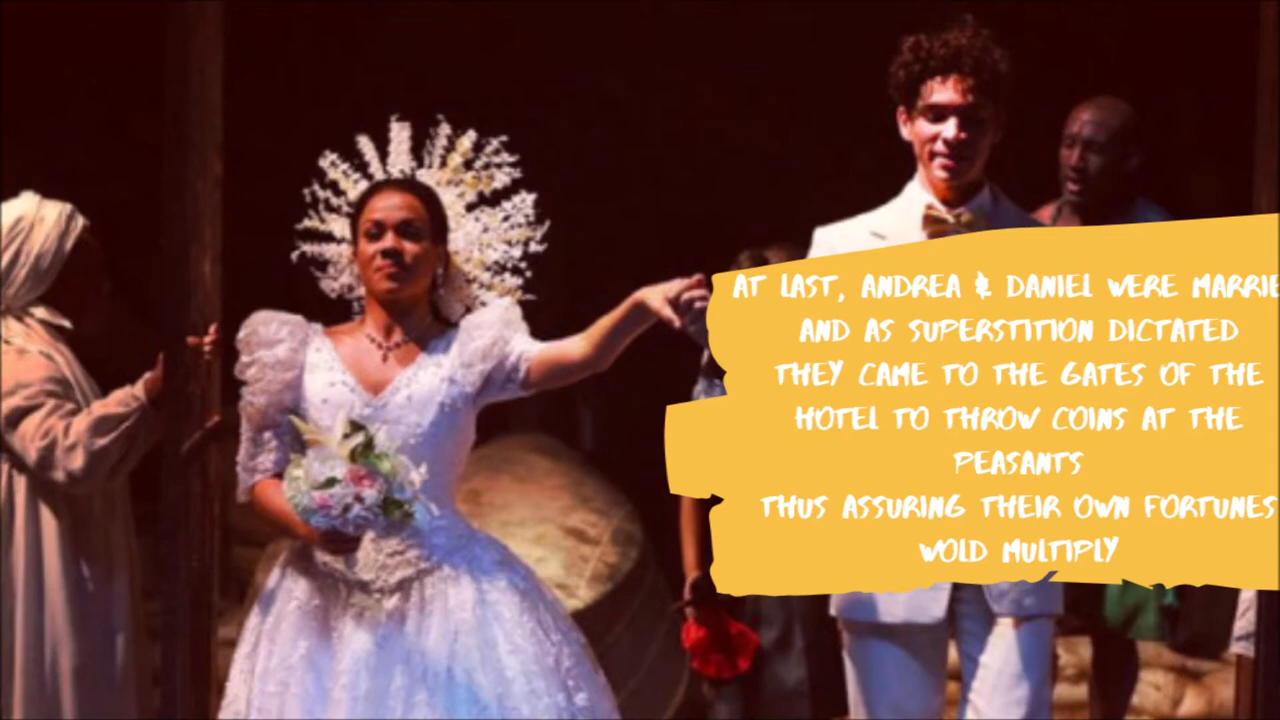 AT LAST, ANDREA & DANIEL WERE MARRIE
AND AS SUPERSTITION DICTATED
THEY CAME TO THE GATES OF THE
HOTEL TO THROW COINS AT THE
PEASANTS
THUS ASSURING THEIR OWN FORTUNES
WOLD MULTIPLY